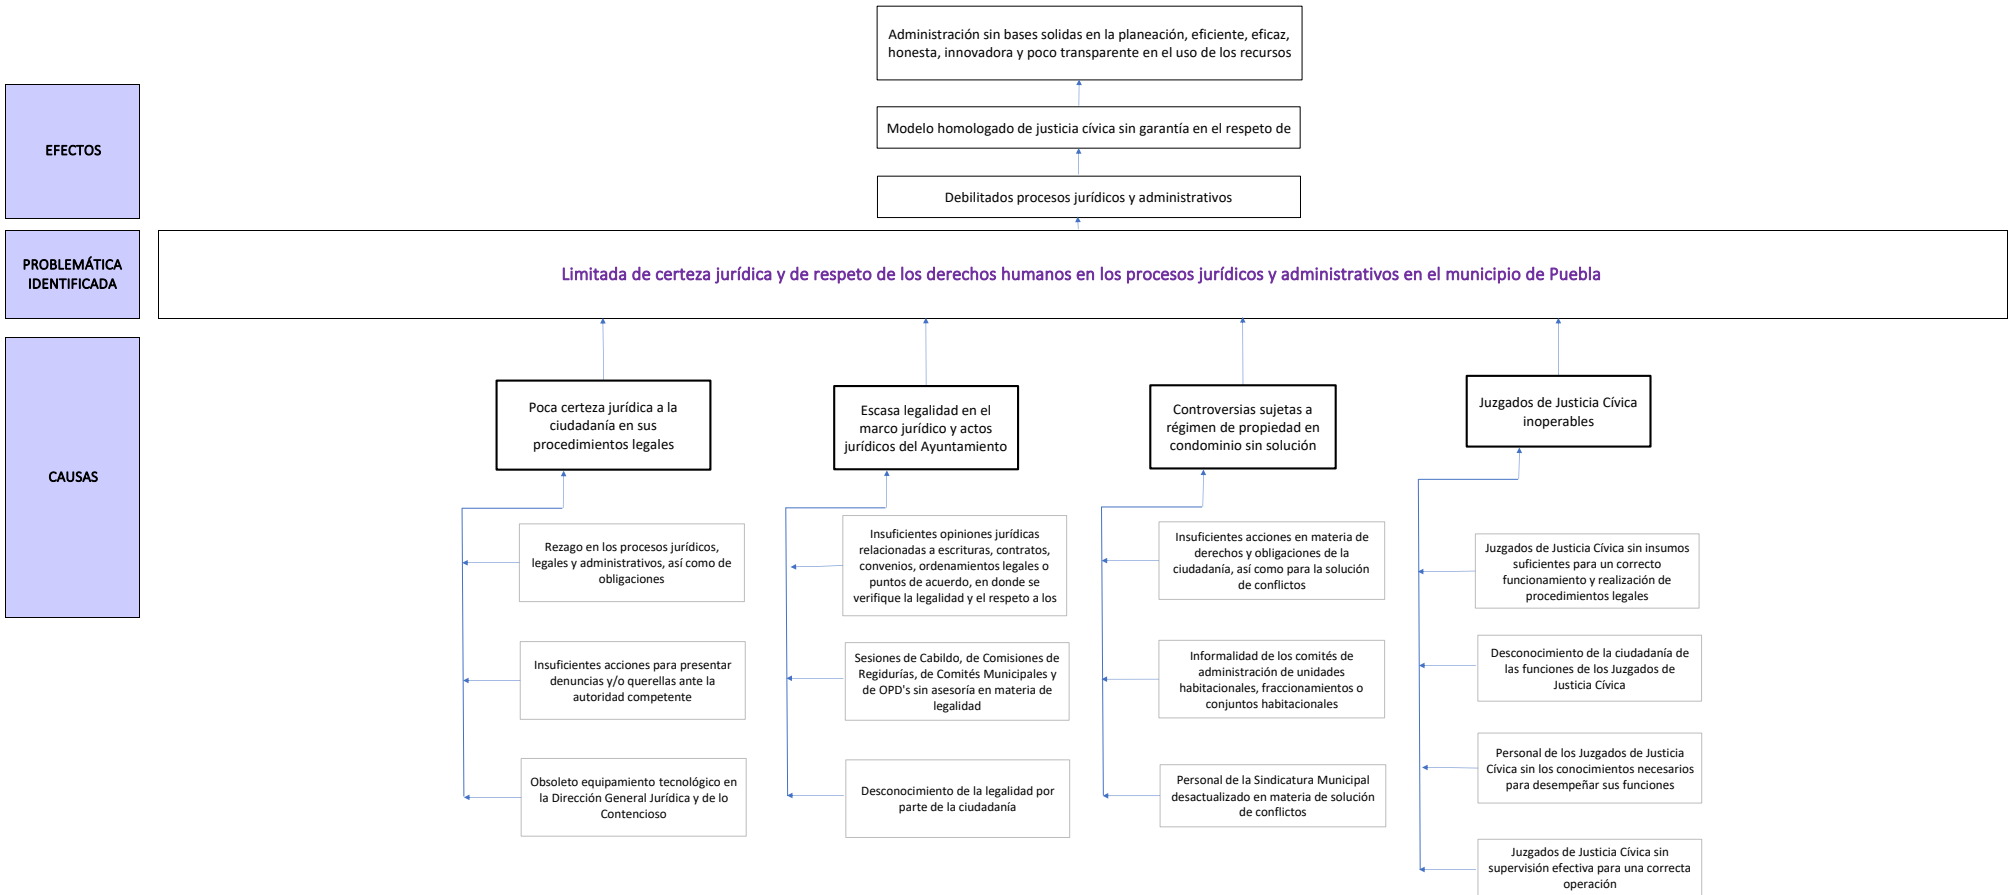 Administración sin bases solidas en la planeación, eficiente, eficaz,
honesta, innovadora y poco transparente en el uso de los recursos
EFECTOS
Modelo homologado de justicia cívica sin garantía en el respeto de
Debilitados procesos jurídicos y administrativos
PROBLEMÁTICA
IDENTIFICADA
Limitada de certeza jurídica y de respeto de los derechos humanos en los procesos jurídicos y administrativos en el municipio de Puebla
CAUSAS
Poca certeza jurídica a la
ciudadanía en sus
procedimientos legales
Rezago en los procesos jurídicos,
legales y administrativos, así como de
obligaciones
Insuficientes acciones para presentar
denuncias y/o querellas ante la
autoridad competente
Obsoleto equipamiento tecnológico en
la Dirección General Jurídica y de lo
Contencioso
Escasa legalidad en el
marco jurídico y actos
jurídicos del Ayuntamiento
Insuficientes opiniones jurídicas
relacionadas a escrituras, contratos,
convenios, ordenamientos legales o
puntos de acuerdo, en donde se
verifique la legalidad y el respeto a los
Sesiones de Cabildo, de Comisiones de
Regidurías, de Comités Municipales y
de OPD's sin asesoría en materia de
legalidad
Desconocimiento de la legalidad por
parte de la ciudadanía
Controversias sujetas a
régimen de propiedad en
condominio sin solución
Insuficientes acciones en materia de
derechos y obligaciones de la
ciudadanía, así como para la solución
de conflictos
Informalidad de los comités de
administración de unidades
habitacionales, fraccionamientos o
conjuntos habitacionales
Personal de la Sindicatura Municipal
desactualizado en materia de solución
de conflictos
Juzgados de Justicia Cívica
inoperables
Juzgados de Justicia Cívica sin insumos
suficientes para un correcto
funcionamiento y realización de
procedimientos legales
Desconocimiento de la ciudadanía de
las funciones de los Juzgados de
Justicia Cívica
Personal de los Juzgados de Justicia
Cívica sin los conocimientos necesarios
para desempeñar sus funciones
Juzgados de Justicia Cívica sin
supervisión efectiva para una correcta
operación